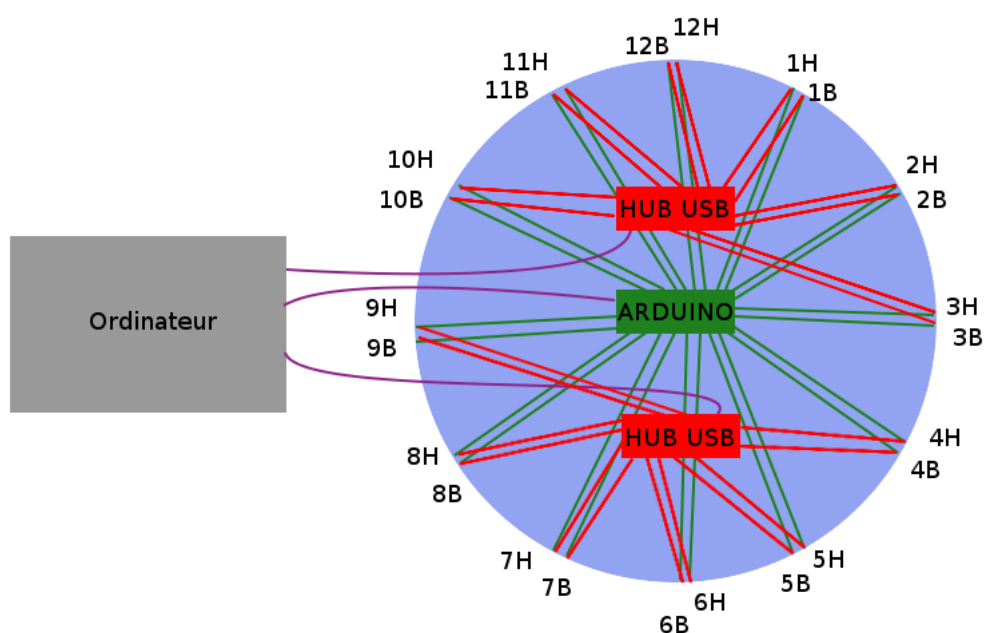 12H
12B
11H
1H
11B
1B
10H
2H
10B
2B
HUB USB
Ordinateur
9H
ARDUINO
3H
9B
3B
HUB USB
4H
8H
4B
8B
7H
5H
7B
5B
6H
6B